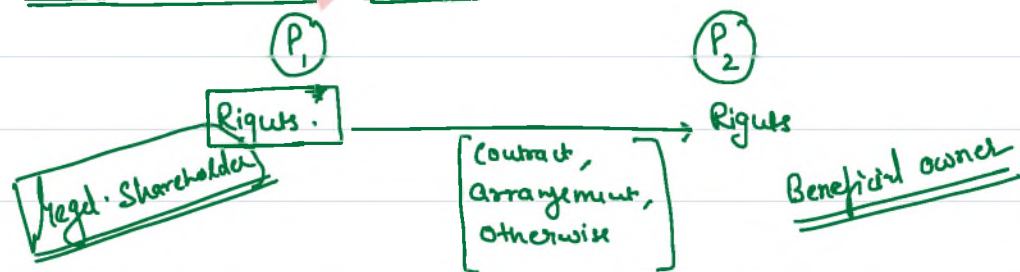 P1
P2
Rights.
Rights
Regd. Shareholder
Contract,
arrangement,
otherwise
Beneficial owner